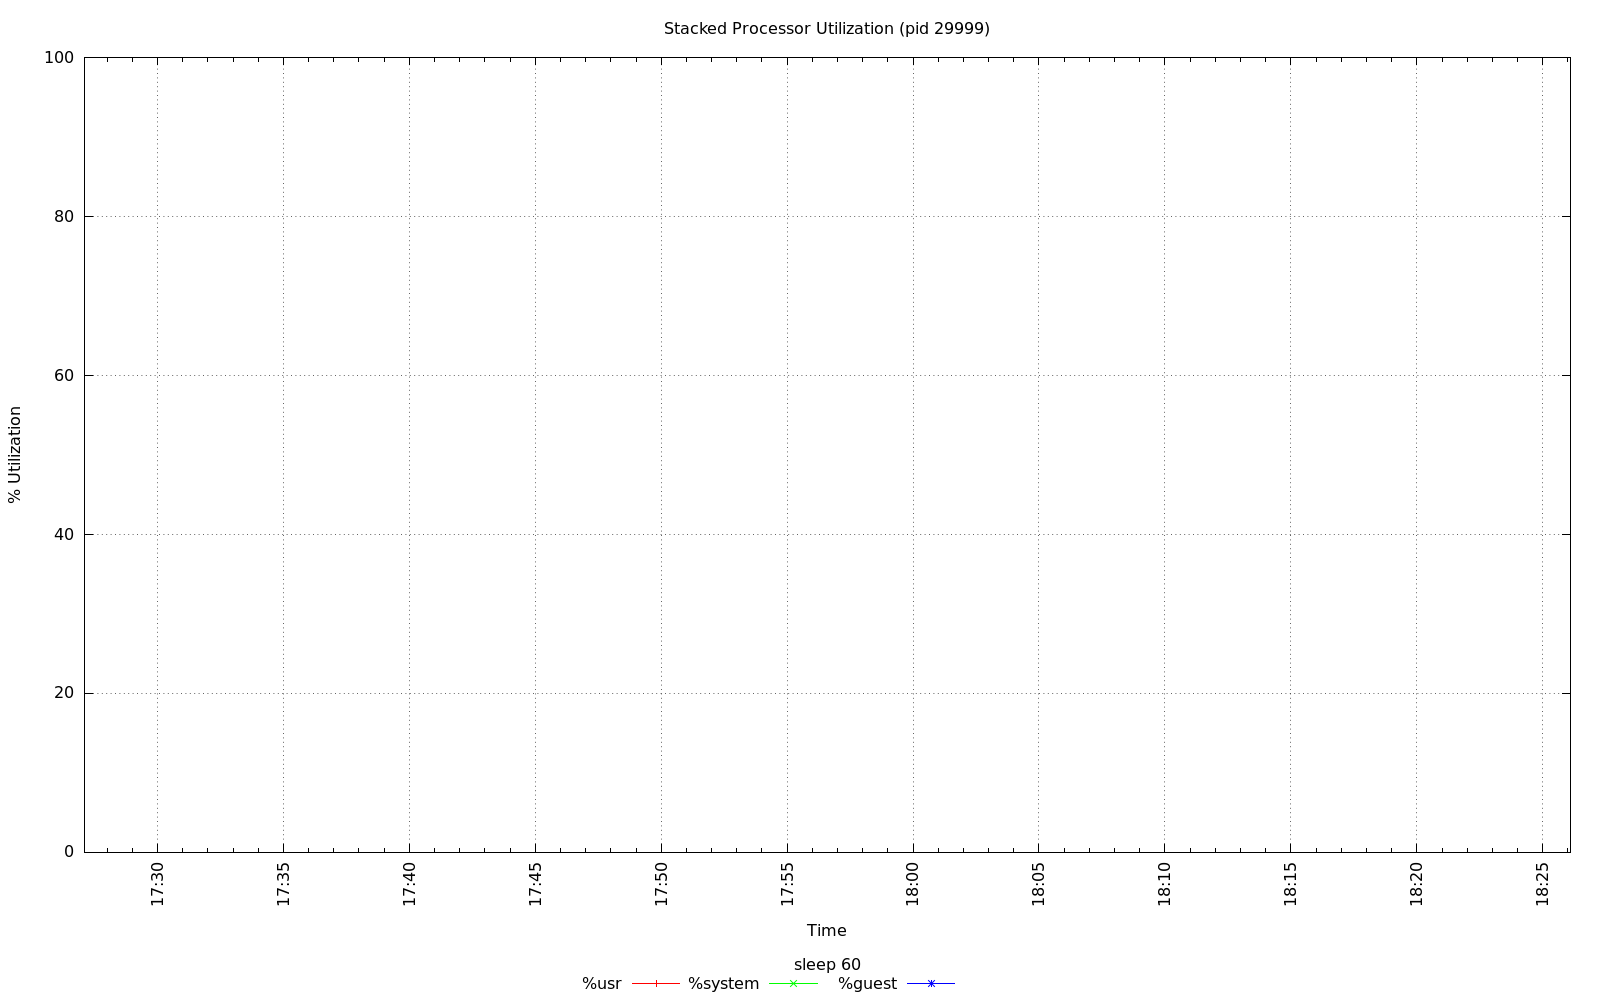 Stacked Processor Utilization (pid 29999)
100
80
60
40
20
0
% Utilization
17:30 17:35 17:40 17:45 17:50 17:55 18:00 18:05 18:10 18:15 18:20 18:25
Time
sleep 60
%usr %system %guest